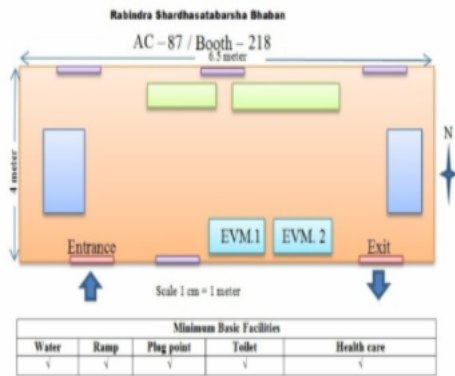 Rabindra Shardhasatabarsha Bhaban
AC – 87 / Booth – 218
6.5 meter
4 meter
N
EVM.1 EVM. 2
Entrance Exit
Scale 1 cm = 1 meter
Minimum Basic Facilities
Water Ramp Plug point Toilet Health care
√ √ √ √ √